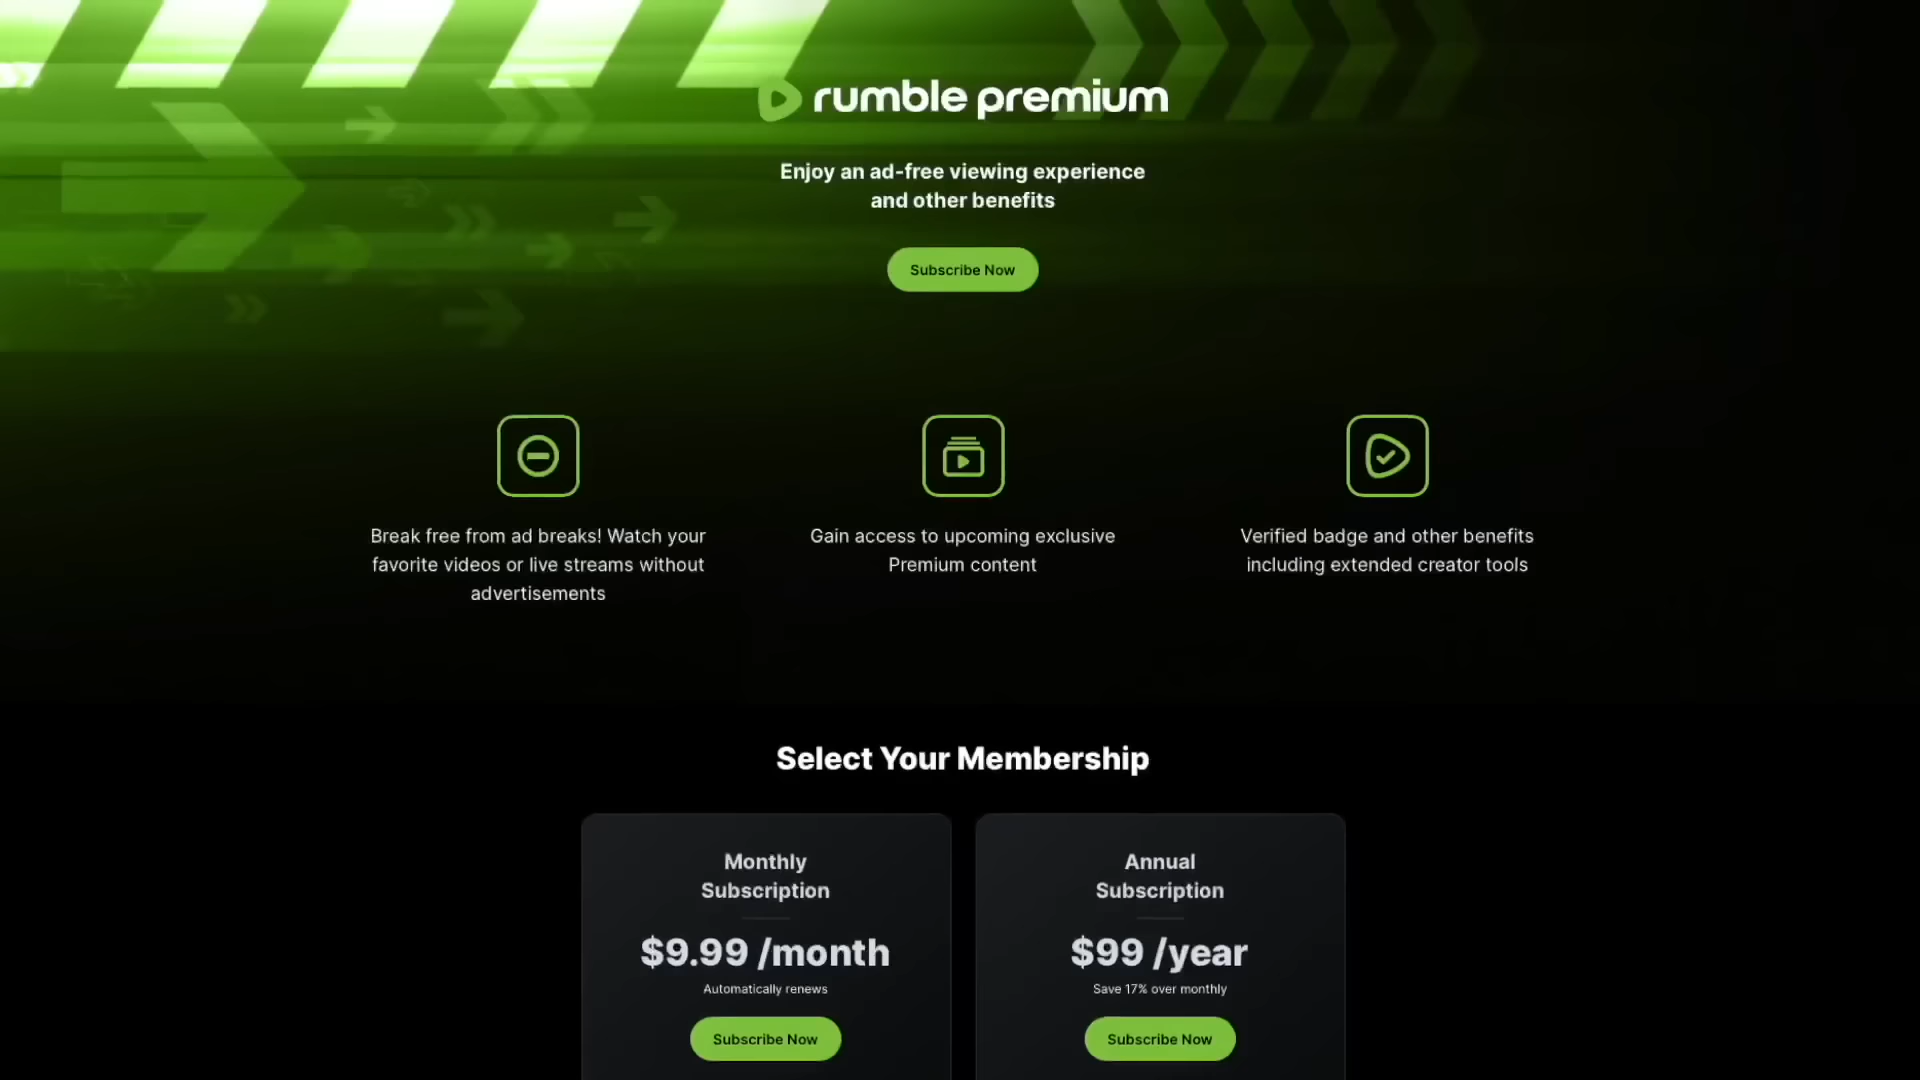 rumble premium
Enjoy an ad-free viewing experience
and other benefits
Subscribe Now
Break free from ad breaks! Watch your
favorite videos or live streams without
advertisements
Gain access to upcoming exclusive
Premium content
Verified badge and other benefits
including extended creator tools
Select Your Membership
Monthly
Subscription
$9.99 /month
Automatically renews
Subscribe Now
Annual
Subscription
$99 /year
Save 17% over monthly
Subscribe Now